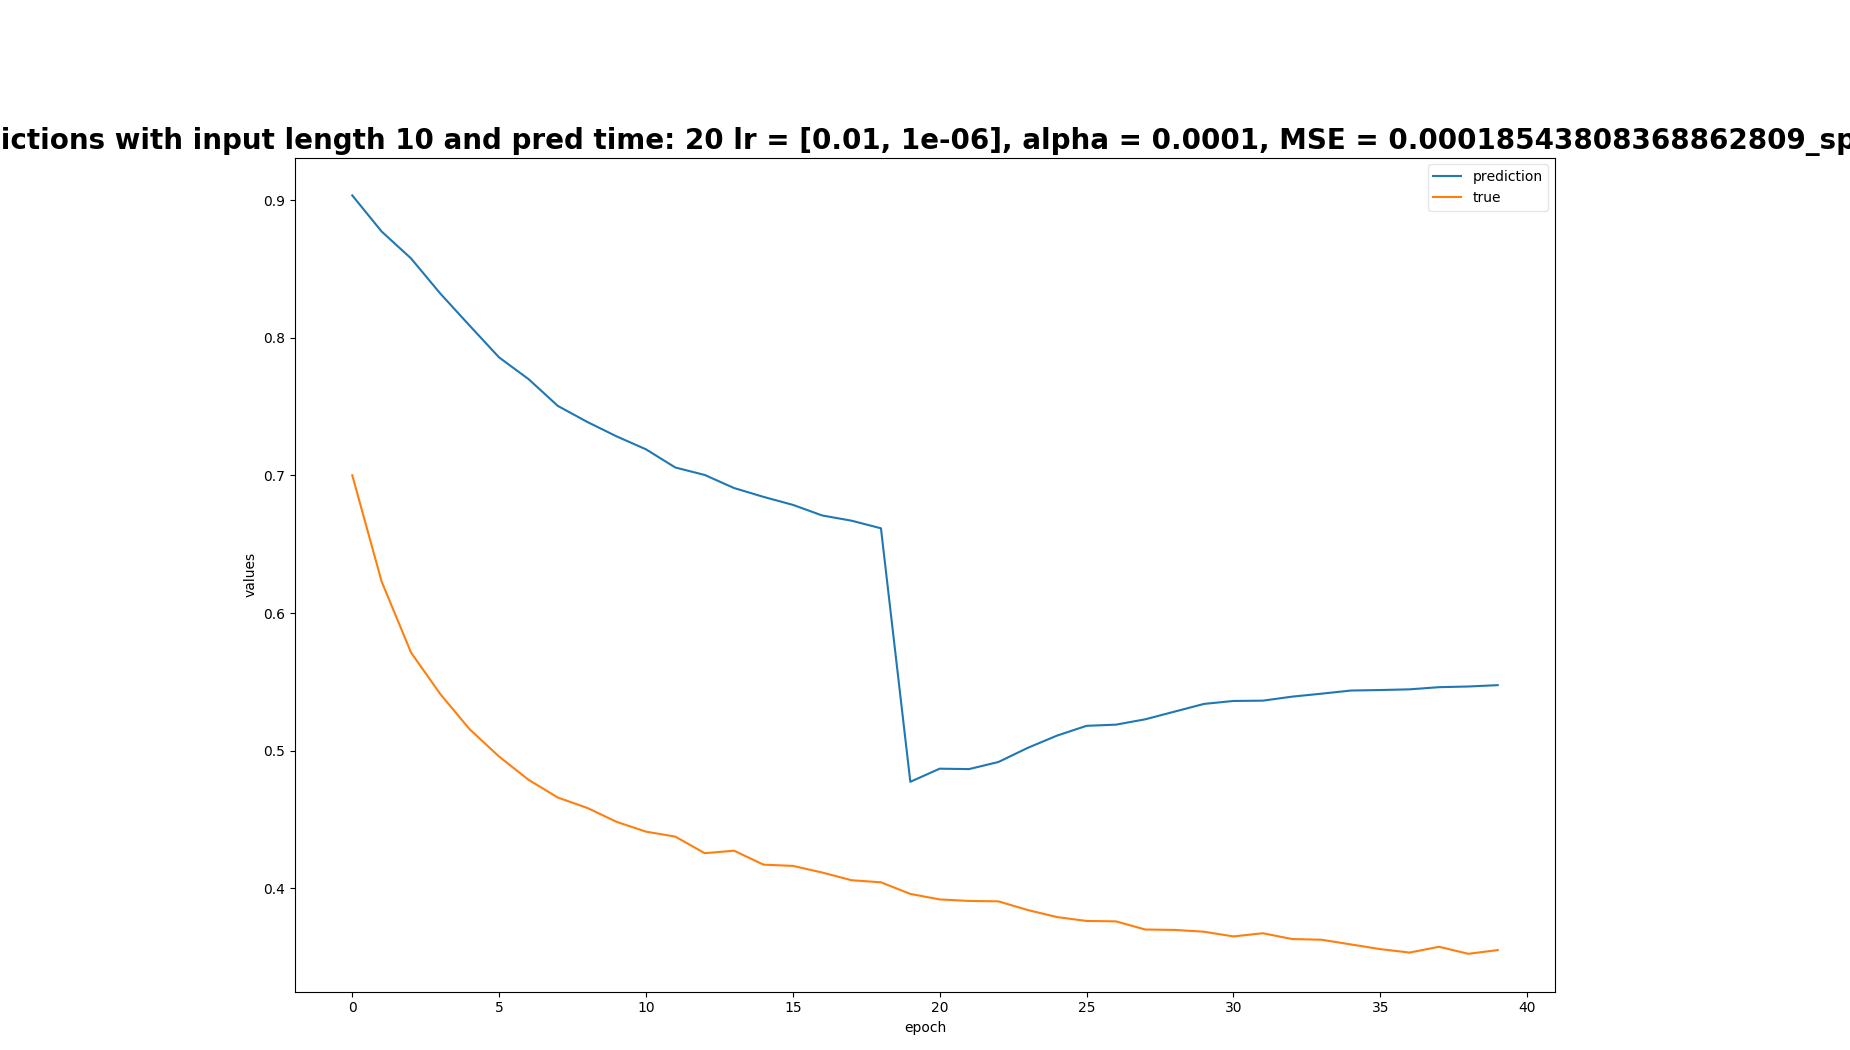 ictions with input length 10 and pred time: 20 lr = [0.01, 1e-06], alpha = 0.0001, MSE = 0.00018543808368862809_sp
prediction
true
0.9
0.8
0.7
0.6
0.5
0.4
values
0 5 10 15 20 25 30 35 40
epoch